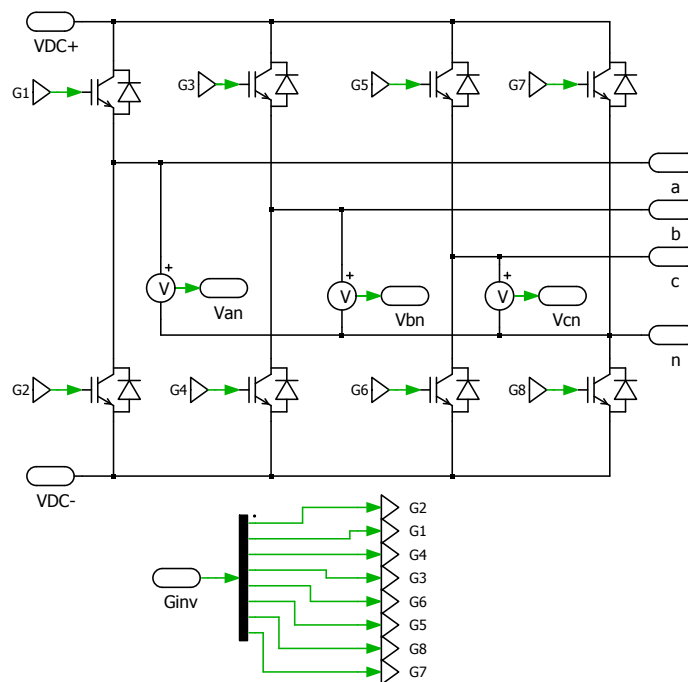 VDC+
G1
G3
G5
G7
a
b
c
n
+
V
Van
+
V
Vbn
+
V
Vcn
G2
G4
G6
G8
VDC-
Ginv
G2
G1
G4
G3
G6
G5
G8
G7